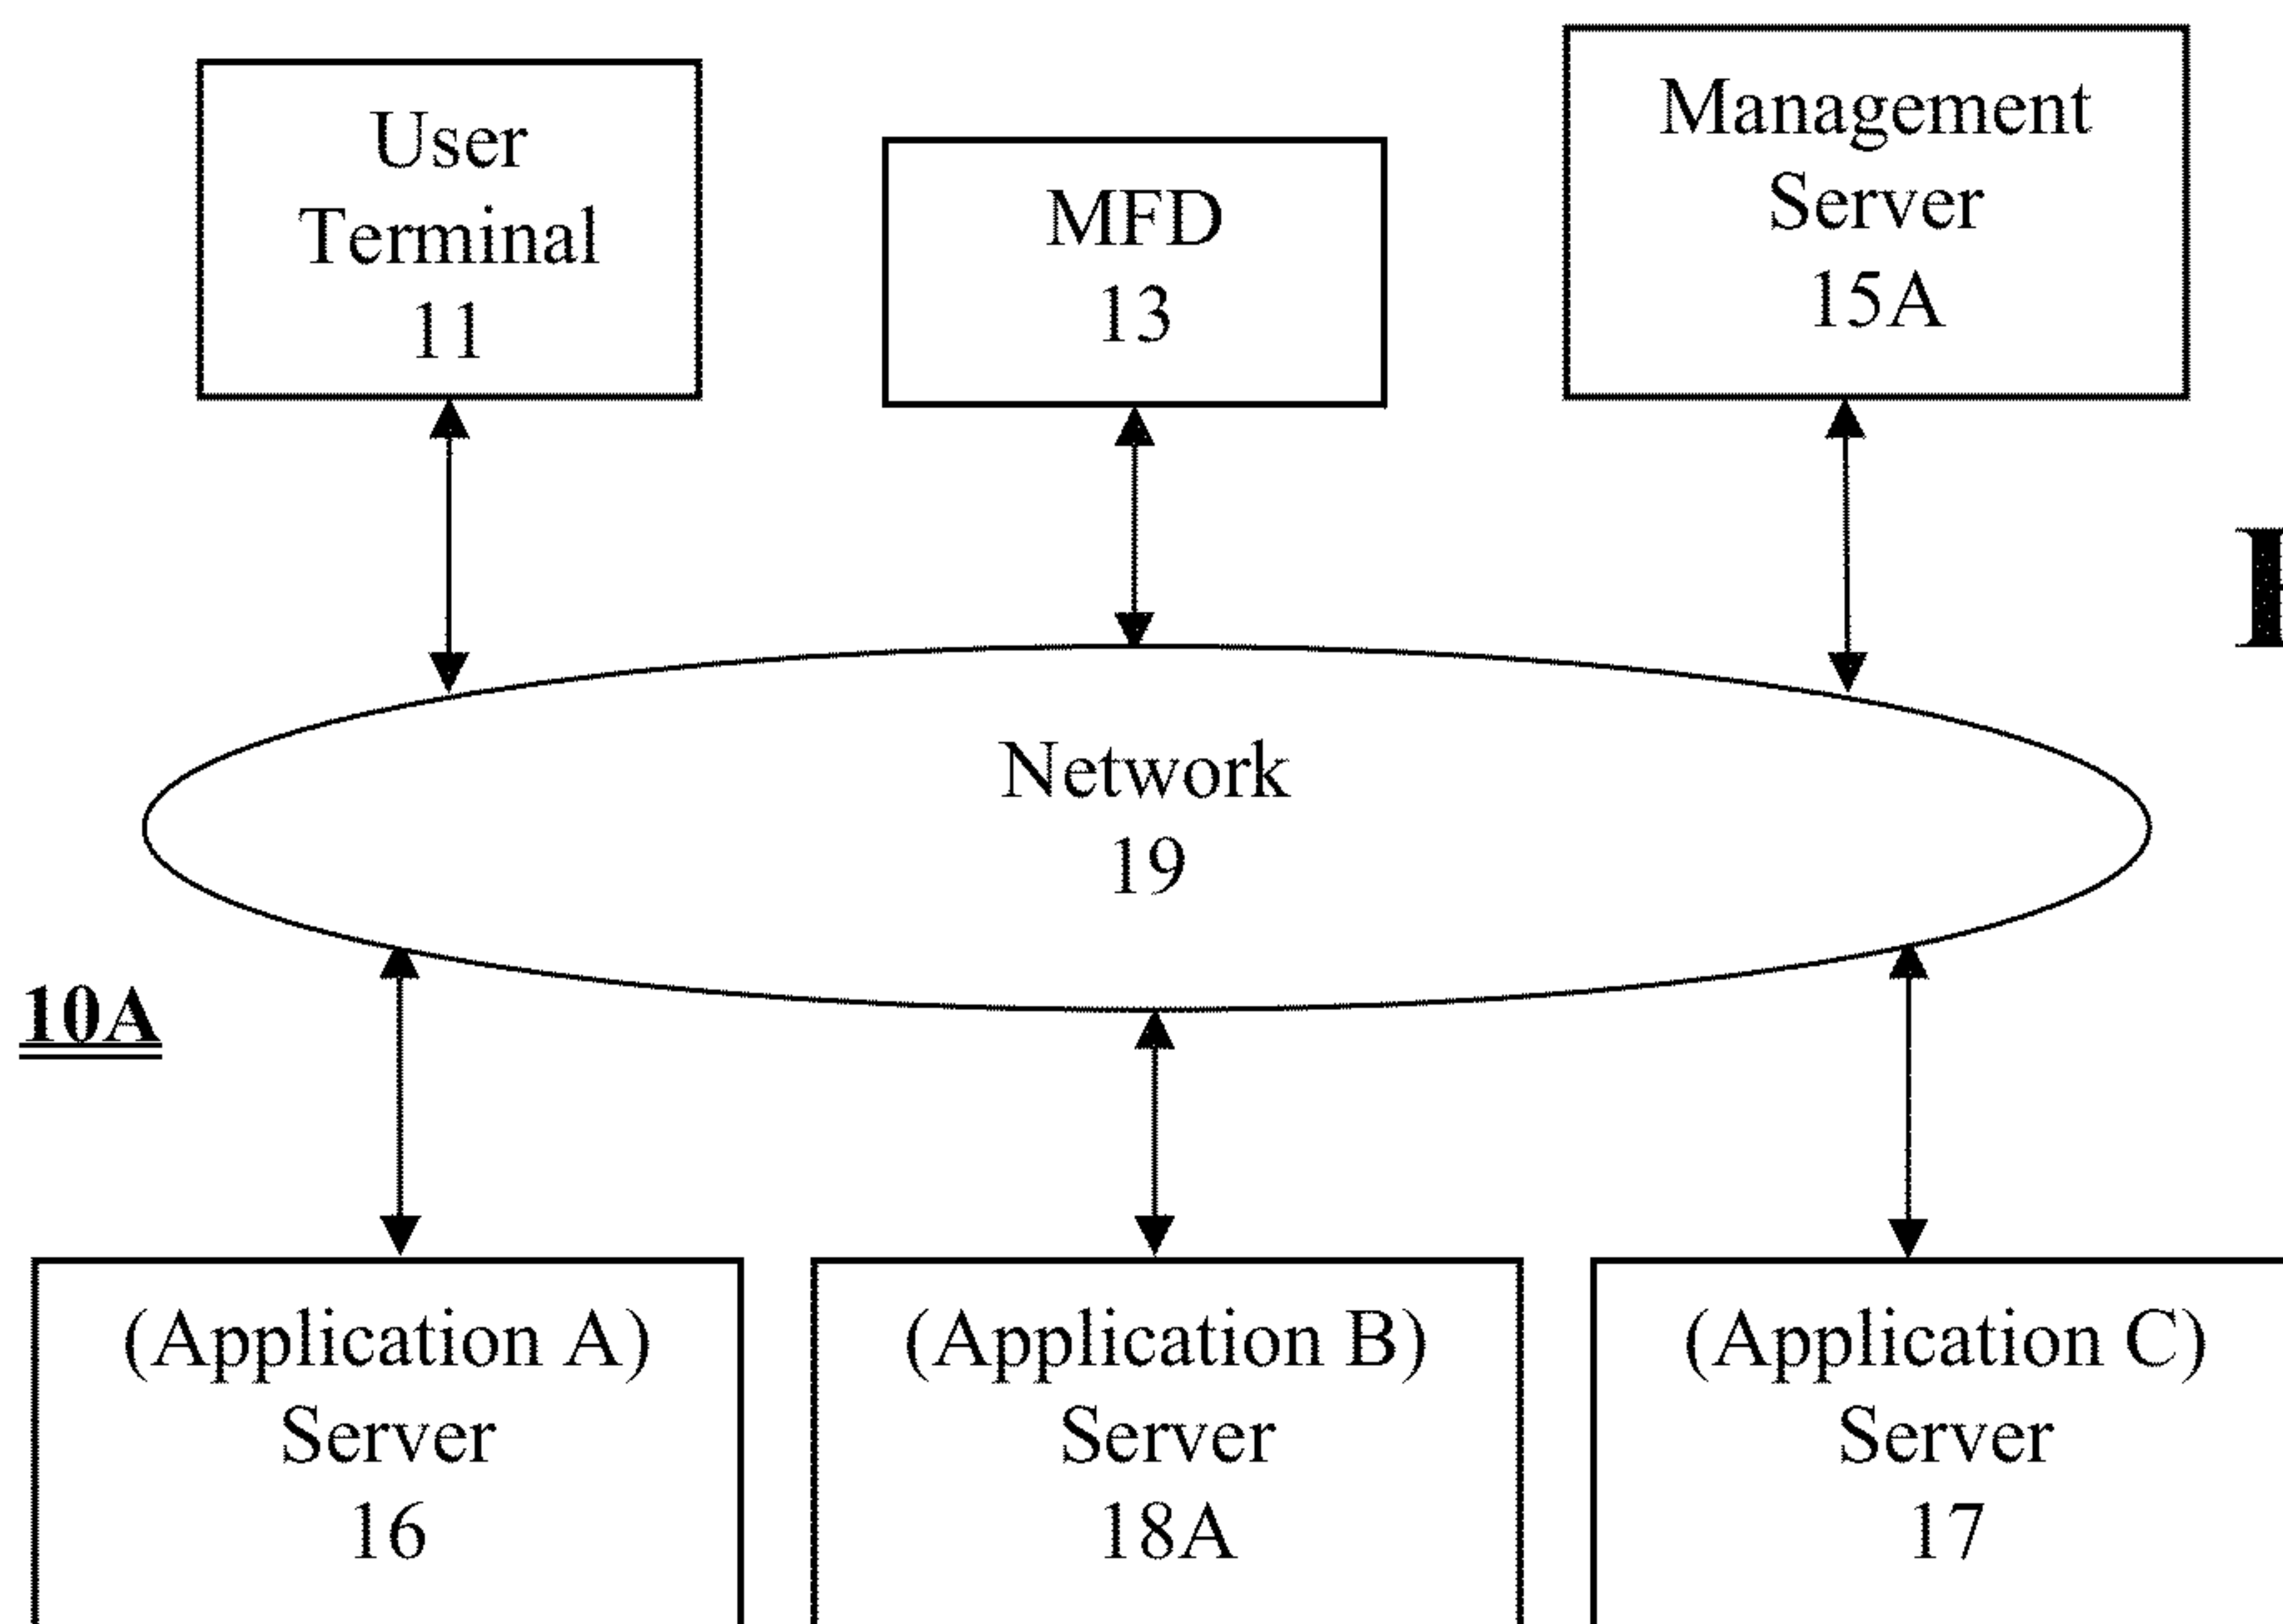 User
Terminal
11
MFD
13
Management
Server
15A
Network
19
10A
(Application A)
Server
16
(Application B)
Server
18A
(Application C)
Server
17